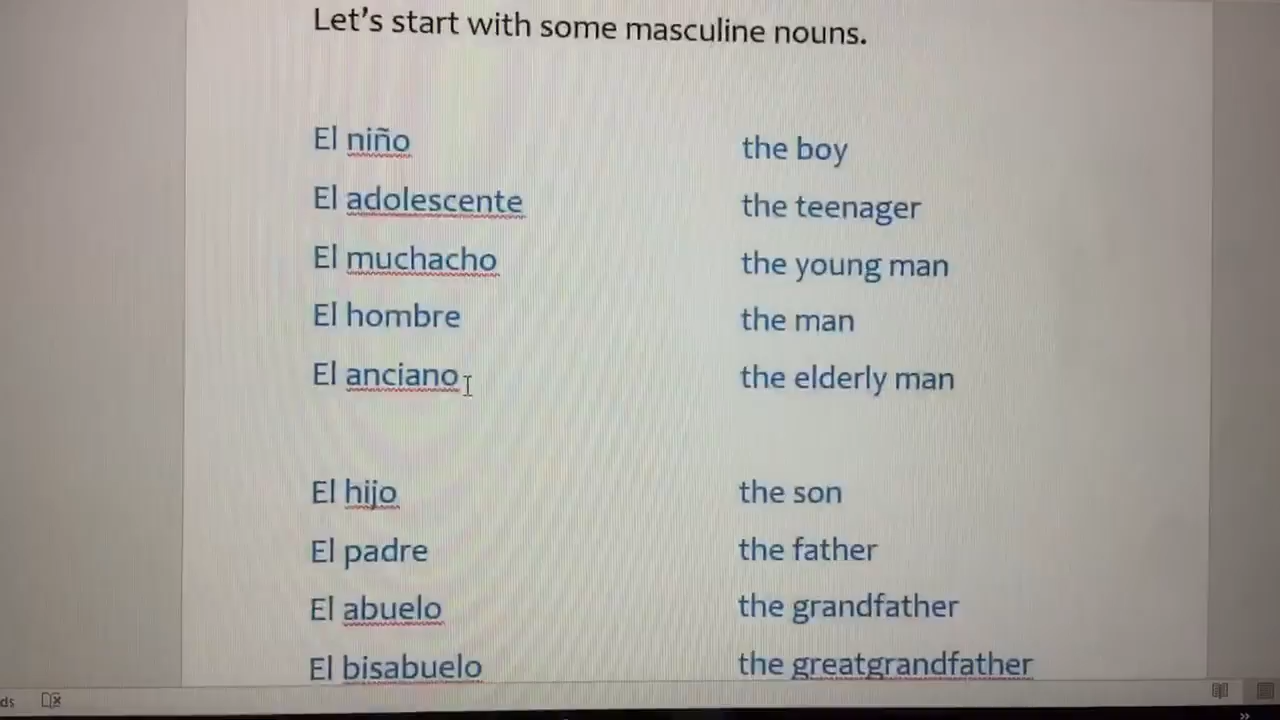 Let's start with some masculine nouns.
El niño the boy
El adolescente the teenager
El muchacho the young man
El hombre the man
El anciano the elderly man
El hijo the son
El padre the father
El abuelo the grandfather
El bisabuelo the greatgrandfather
ds